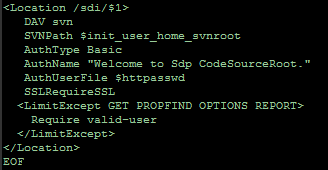 <Location /sdi/$1>
DAV svn
SVNPath $init_user_home_svnroot
AuthType Basic
AuthName "Welcome to Sdp CodeSourceRoot."
AuthUserFile $httpasswd
SSLRequireSSL
<LimitExcept GET PROPFIND OPTIONS REPORT>
Require valid-user
</LimitExcept>
</Location>
EOF